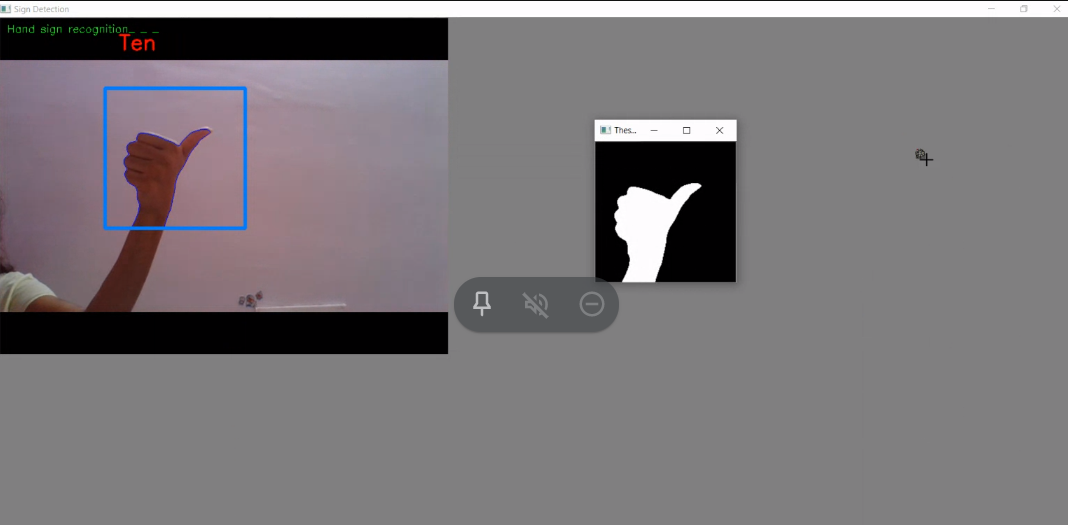 Sign Detection
Hand sign recognition_ _ _
Ten
Thes...